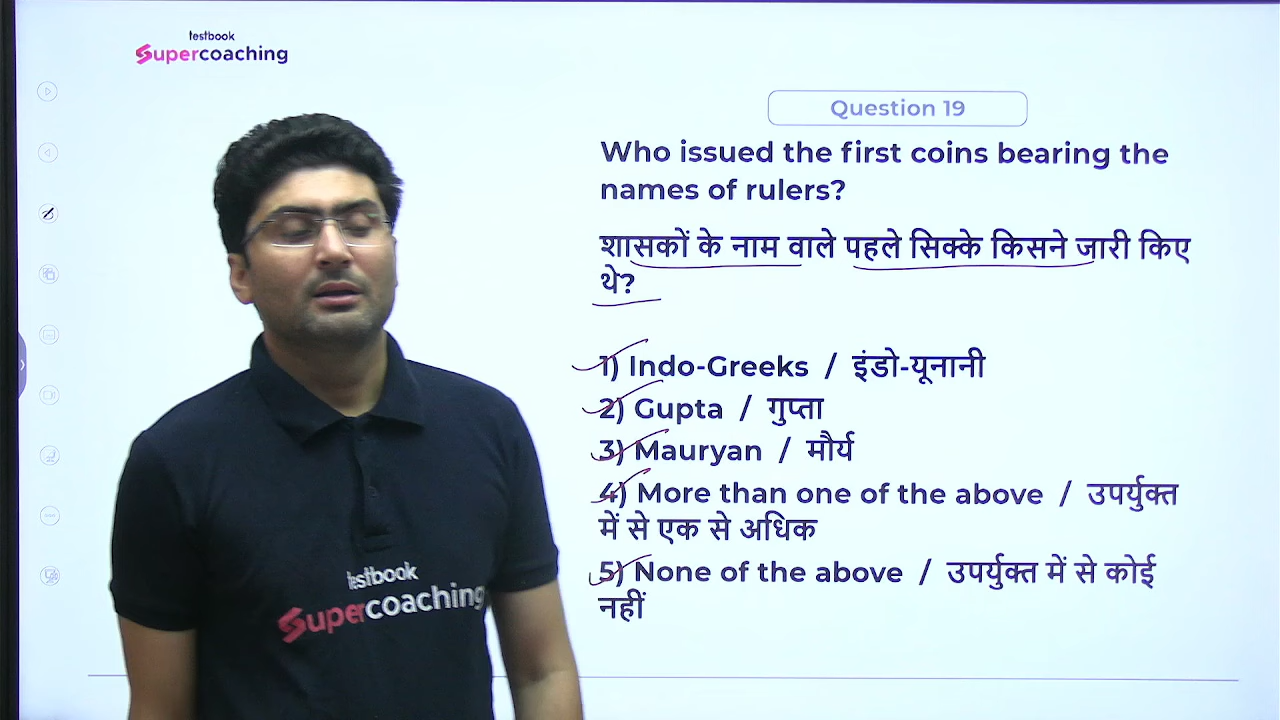 testbook
Supercoaching
Question 19
Who issued the first coins bearing the
names of rulers?
शासकों के नाम वाले पहले सिक्के किसने जारी किए
थे?
1) Indo-Greeks / इंडो-यूनानी
2) Gupta / गुप्ता
3) Mauryan / मौर्य
4) More than one of the above / उपर्युक्त
में से एक से अधिक
5) None of the above / उपर्युक्त में से कोई
नहीं
testbook
Supercoaching